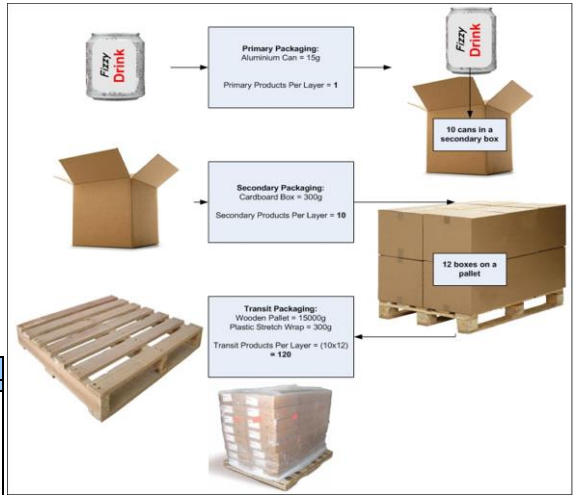 Fizzy
Drink
Primary Packaging:
Aluminium Can = 15g
Primary Products Per Layer = 1
Fizzy
Drink
10 cans in a
secondary box
Secondary Packaging:
Cardboard Box = 300g
Secondary Products Per Layer = 10
12 boxes on a
pallet
Transit Packaging:
Wooden Pallet = 15000g
Plastic Stretch Wrap = 300g
Transit Products Per Layer = (10x12)
= 120